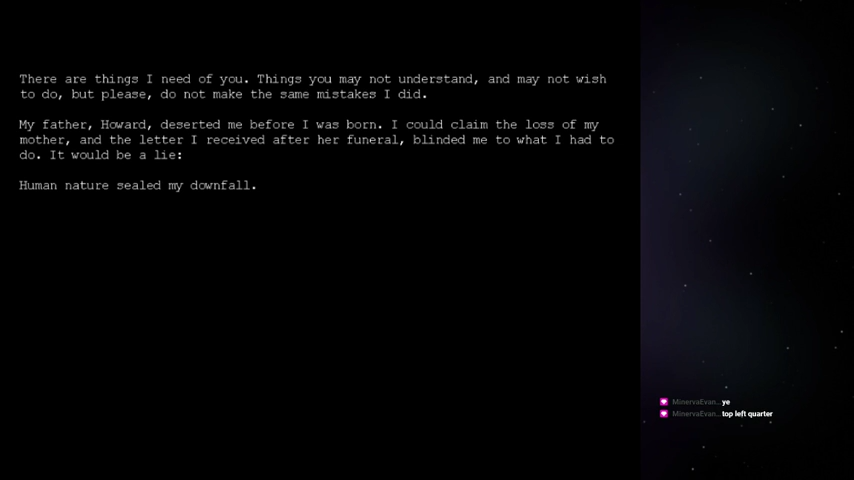 There are things I need of you. Things you may not understand, and may not wish
to do, but please, do not make the same mistakes I did.
My father, Howard, deserted me before I was born. I could claim the loss of my
mother, and the letter I received after her funeral, blinded me to what I had to
do. It would be a lie:
Human nature sealed my downfall.
MinervaEvan... ye
MinervaEvan... top left quarter